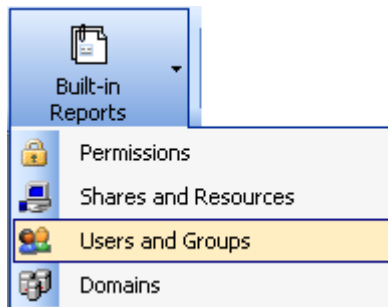 Built-in
Reports
Permissions
Shares and Resources
Users and Groups
Domains